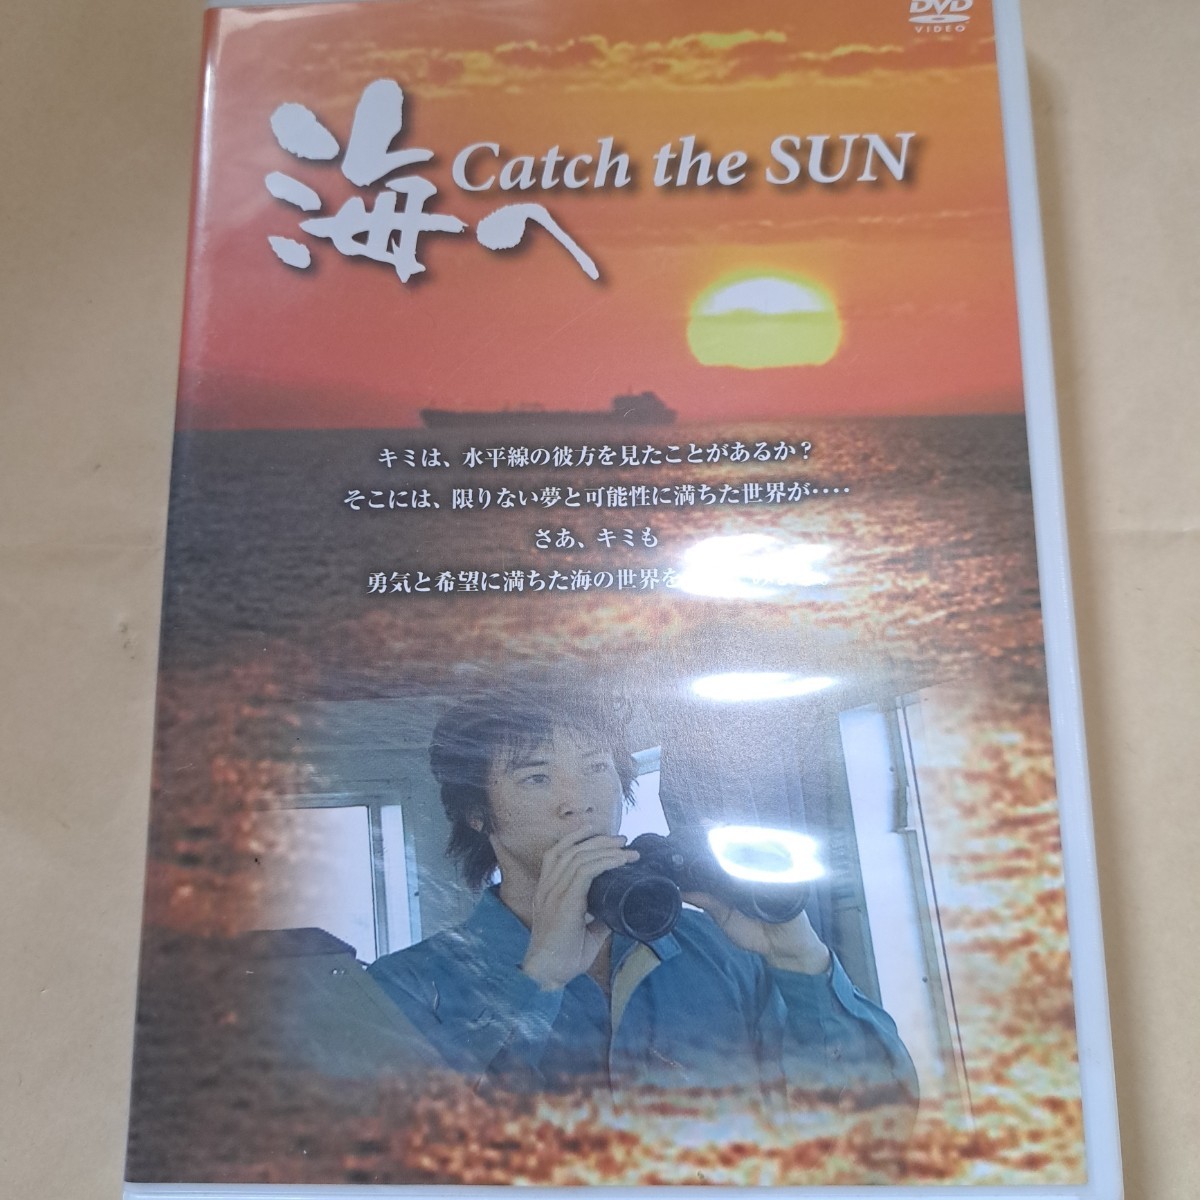 DVD
VIDEO
海へ Catch the SUN
キミは、水平線の彼方を見たことがあるか？
そこには、限りない夢と可能性に満ちた世界が‥‥
さあ、キミも
勇気と希望に満ちた海の世界を